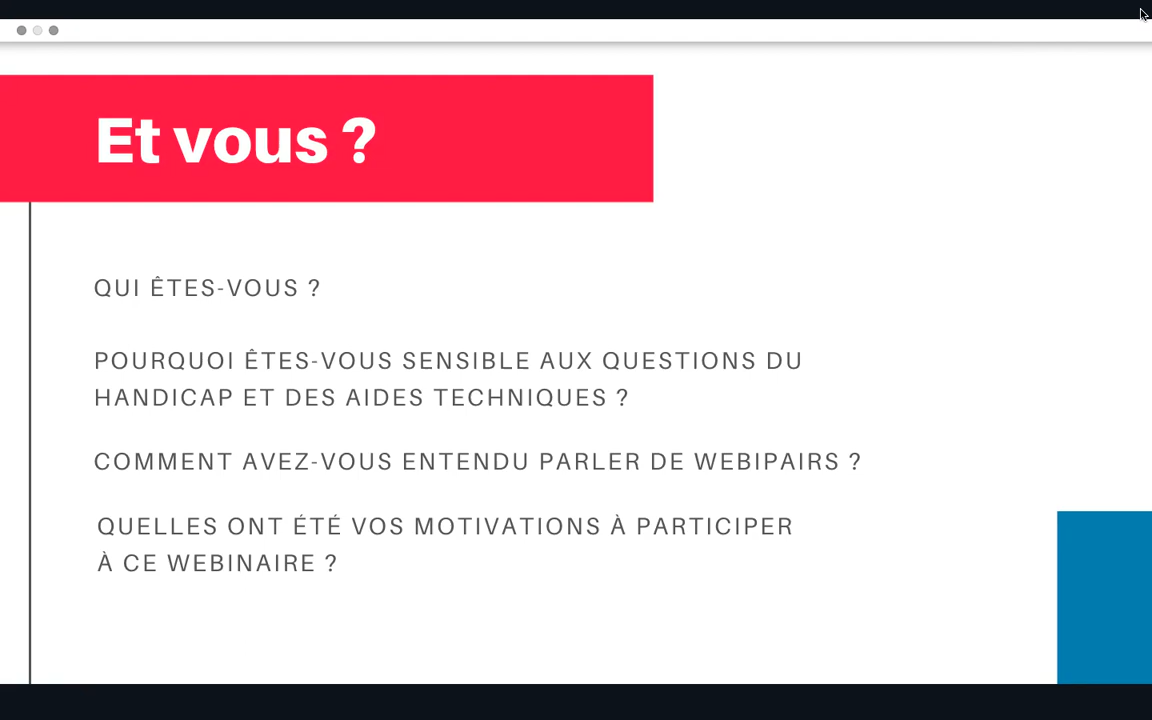 Et vous ?
QUI ÊTES-VOUS ?
POURQUOI ÊTES-VOUS SENSIBLE AUX QUESTIONS DU
HANDICAP ET DES AIDES TECHNIQUES ?
COMMENT AVEZ-VOUS ENTENDU PARLER DE WEBIPAIRS ?
QUELLES ONT ÉTÉ VOS MOTIVATIONS À PARTICIPER
À CE WEBINAIRE ?